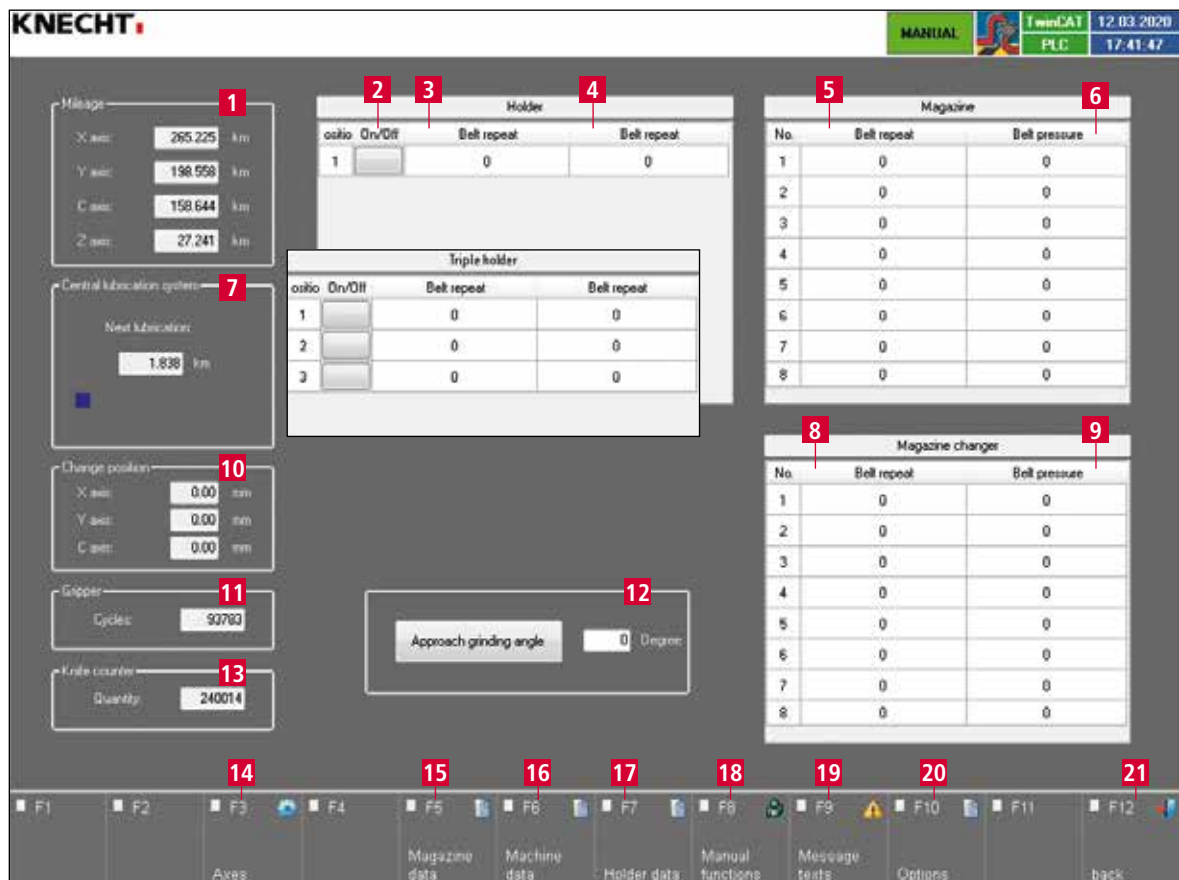 KNECHT
MANUAL
TwinCAT
PLC
12.03.2020
17:41:47
Mileage 1
X axis: 265.225 km
Y axis: 198.558 km
C axis: 158.644 km
Z axis: 27.241 km
2 3 4
Holder
ositio On/Off Belt repeat Belt repeat
1 0 0
Triple holder
ositio On/Off Belt repeat Belt repeat
1 0 0
2 0 0
3 0 0
5 6
Magazine
No. Belt repeat Belt pressure
1 0 0
2 0 0
3 0 0
4 0 0
5 0 0
6 0 0
7 0 0
8 0 0
Central lubrication system 7
Next lubrication:
1.838 km
8 9
Magazine changer
No. Belt repeat Belt pressure
1 0 0
2 0 0
3 0 0
4 0 0
5 0 0
6 0 0
7 0 0
8 0 0
Change position 10
X axis: 0.00 mm
Y axis: 0.00 mm
C axis: 0.00 mm
Gripper 11
Cycles: 93783
12
Approach grinding angle 0 Degree
Knife counter 13
Quantity: 240014
14 15 16 17 18 19 20 21
F1 F2 F3 F4 F5 F6 F7 F8 F9 F10 F11 F12
Axes
Magazine data
Machine data
Holder data
Manual functions
Message texts
Options
back